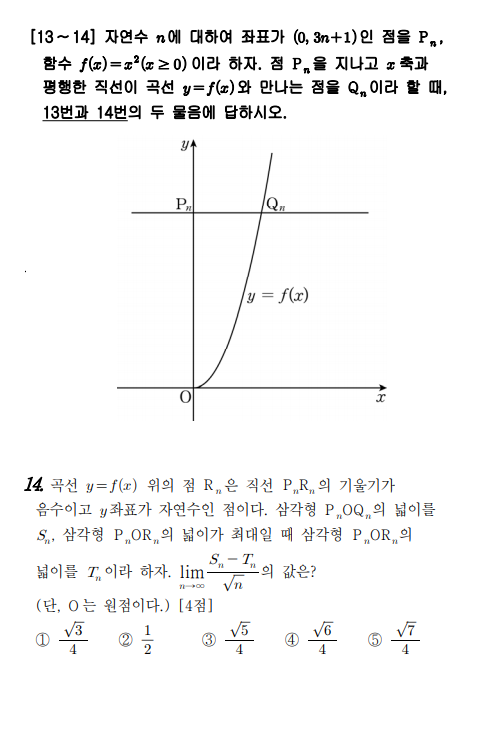 [13~14] 자연수 n에 대하여 좌표가 (0, 3n+1)인 점을 Pₙ,
함수 f(x)=x²(x≥0)이라 하자. 점 Pₙ을 지나고 x축과
평행한 직선이 곡선 y=f(x)와 만나는 점을 Qₙ이라 할 때,
13번과 14번의 두 물음에 답하시오.
y
Pₙ
Qₙ
y = f(x)
O
x
14. 곡선 y=f(x) 위의 점 Rₙ은 직선 PₙRₙ의 기울기가
음수이고 y좌표가 자연수인 점이다. 삼각형 PₙOQₙ의 넓이를
Sₙ, 삼각형 PₙORₙ의 넓이가 최대일 때 삼각형 PₙORₙ의
넓이를 Tₙ이라 하자. lim n→∞ (Sₙ−Tₙ)/√n 의 값은?
(단, O는 원점이다.) [4점]
① √3/4 ② 1/2 ③ √5/4 ④ √6/4 ⑤ √7/4